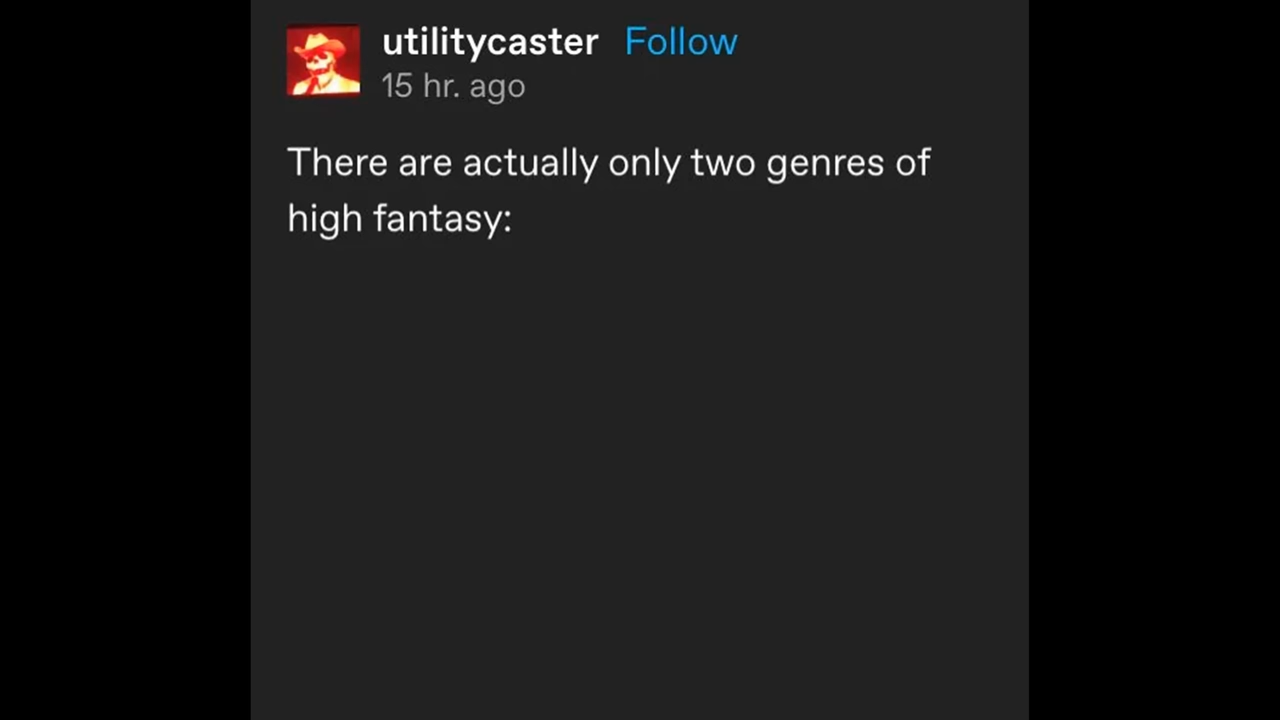 utilitycaster Follow
15 hr. ago
There are actually only two genres of
high fantasy: